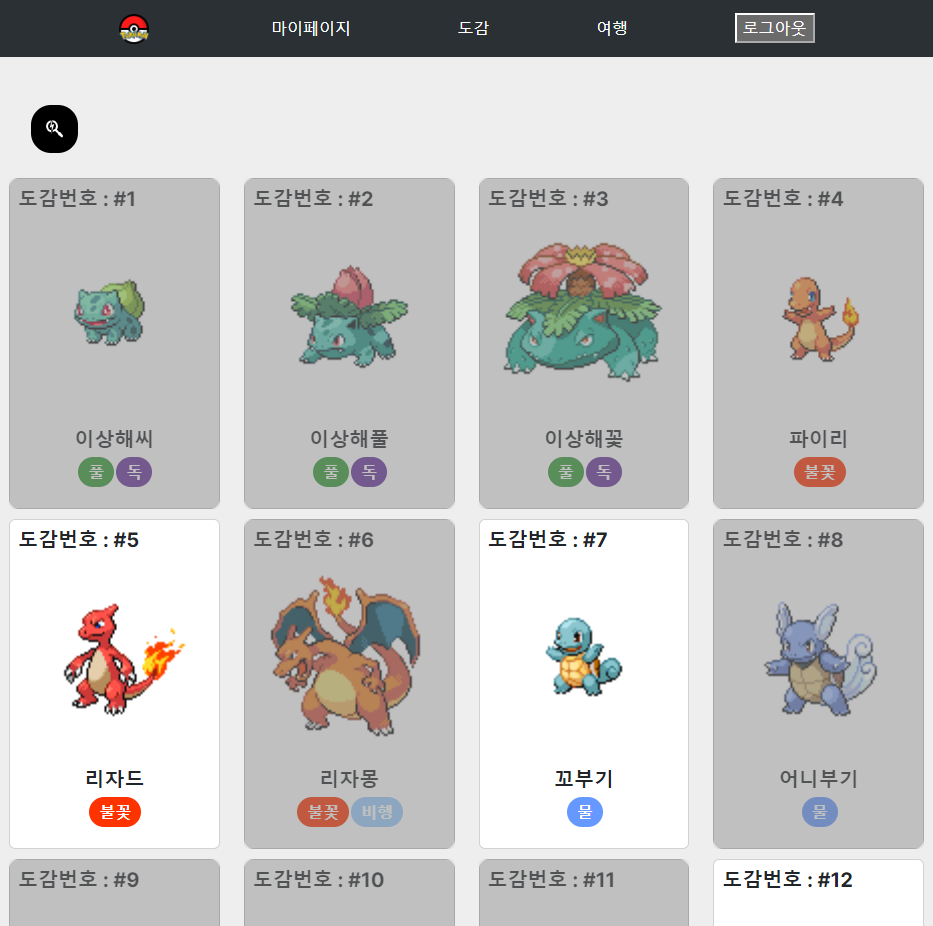 마이페이지 도감 여행 로그아웃
도감번호 : #1 도감번호 : #2 도감번호 : #3 도감번호 : #4
이상해씨 이상해풀 이상해꽃 파이리
풀 독 풀 독 풀 독 불꽃
도감번호 : #5 도감번호 : #6 도감번호 : #7 도감번호 : #8
리자드 리자몽 꼬부기 어니부기
불꽃 불꽃 비행 물 물
도감번호 : #9 도감번호 : #10 도감번호 : #11 도감번호 : #12